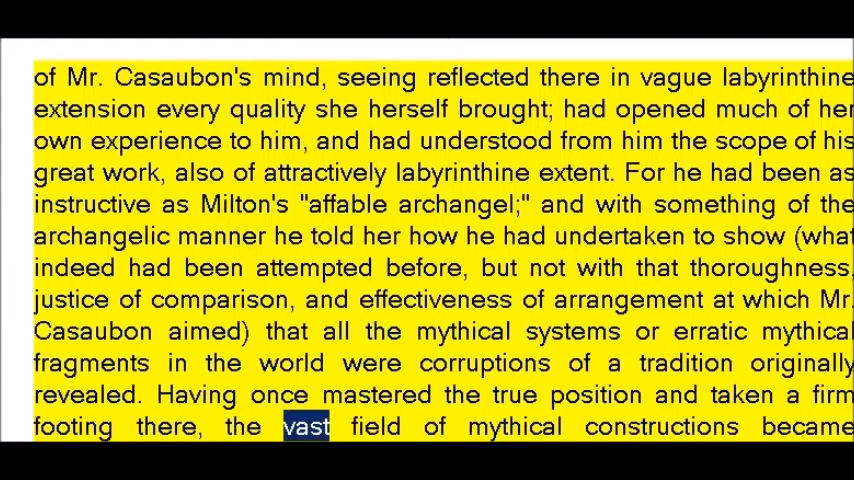 of Mr. Casaubon's mind, seeing reflected there in vague labyrinthine
extension every quality she herself brought; had opened much of her
own experience to him, and had understood from him the scope of his
great work, also of attractively labyrinthine extent. For he had been as
instructive as Milton's "affable archangel;" and with something of the
archangelic manner he told her how he had undertaken to show (what
indeed had been attempted before, but not with that thoroughness,
justice of comparison, and effectiveness of arrangement at which Mr.
Casaubon aimed) that all the mythical systems or erratic mythical
fragments in the world were corruptions of a tradition originally
revealed. Having once mastered the true position and taken a firm
footing there, the vast field of mythical constructions became